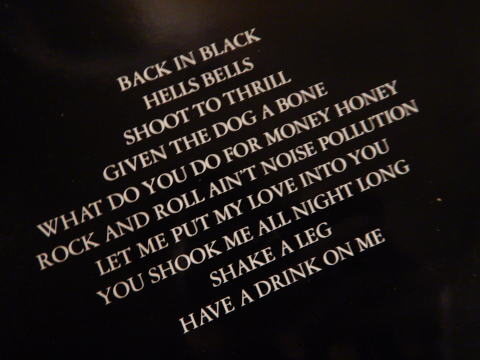 BACK IN BLACK
HELLS BELLS
SHOOT TO THRILL
GIVEN THE DOG A BONE
WHAT DO YOU DO FOR MONEY HONEY
ROCK AND ROLL AIN'T NOISE POLLUTION
LET ME PUT MY LOVE INTO YOU
YOU SHOOK ME ALL NIGHT LONG
SHAKE A LEG
HAVE A DRINK ON ME